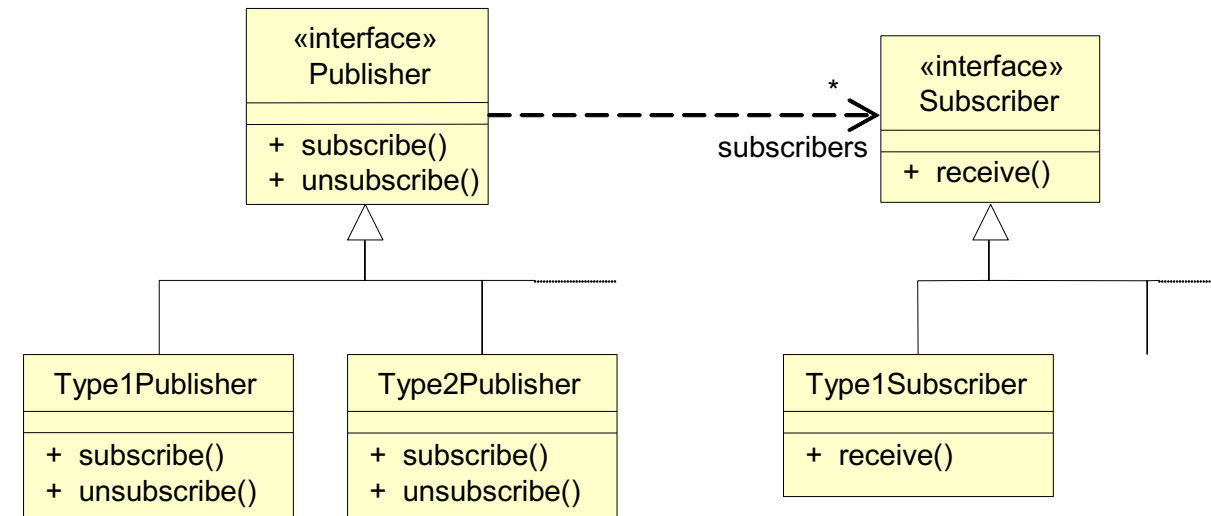 «interface»
Publisher
+ subscribe()
+ unsubscribe()
*
subscribers
«interface»
Subscriber
+ receive()
Type1Publisher
+ subscribe()
+ unsubscribe()
Type2Publisher
+ subscribe()
+ unsubscribe()
Type1Subscriber
+ receive()